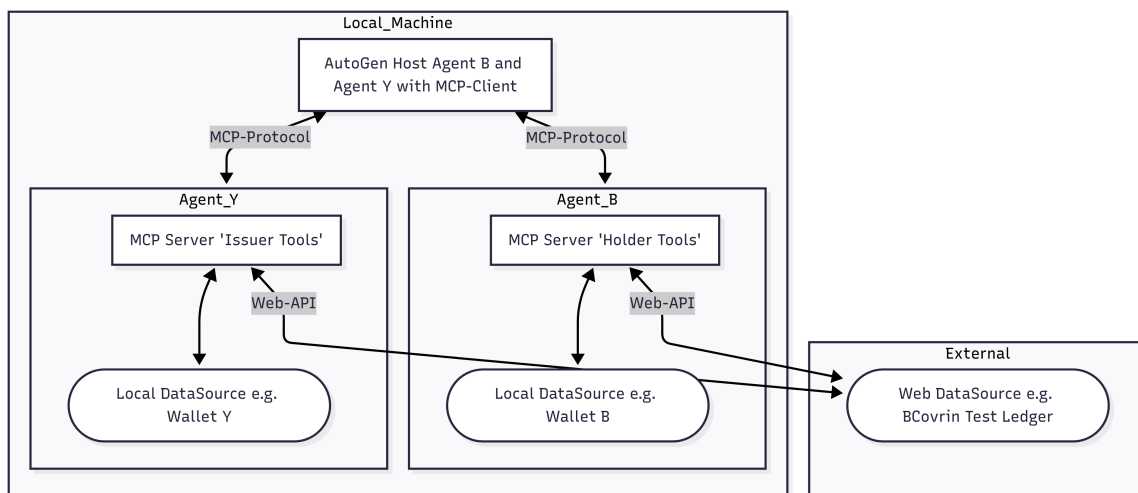 Local_Machine
AutoGen Host Agent B and
Agent Y with MCP-Client
MCP-Protocol
MCP-Protocol
Agent_Y
Agent_B
MCP Server 'Issuer Tools'
MCP Server 'Holder Tools'
Web-API
Web-API
External
Local DataSource e.g.
Wallet Y
Local DataSource e.g.
Wallet B
Web DataSource e.g.
BCovrin Test Ledger